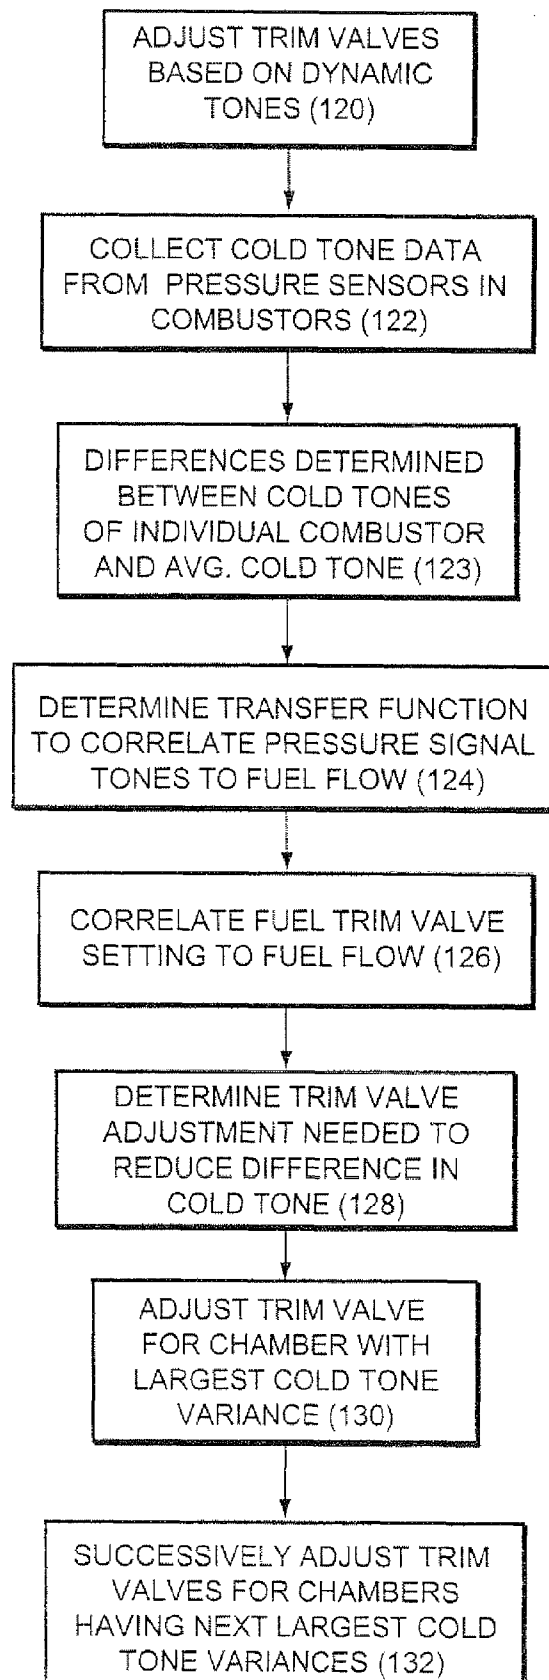 ADJUST TRIM VALVES
BASED ON DYNAMIC
TONES (120)
COLLECT COLD TONE DATA
FROM PRESSURE SENSORS IN
COMBUSTORS (122)
DIFFERENCES DETERMINED
BETWEEN COLD TONES
OF INDIVIDUAL COMBUSTOR
AND AVG. COLD TONE (123)
DETERMINE TRANSFER FUNCTION
TO CORRELATE PRESSURE SIGNAL
TONES TO FUEL FLOW (124)
CORRELATE FUEL TRIM VALVE
SETTING TO FUEL FLOW (126)
DETERMINE TRIM VALVE
ADJUSTMENT NEEDED TO
REDUCE DIFFERENCE IN
COLD TONE (128)
ADJUST TRIM VALVE
FOR CHAMBER WITH
LARGEST COLD TONE
VARIANCE (130)
SUCCESSIVELY ADJUST TRIM
VALVES FOR CHAMBERS
HAVING NEXT LARGEST COLD
TONE VARIANCES (132)